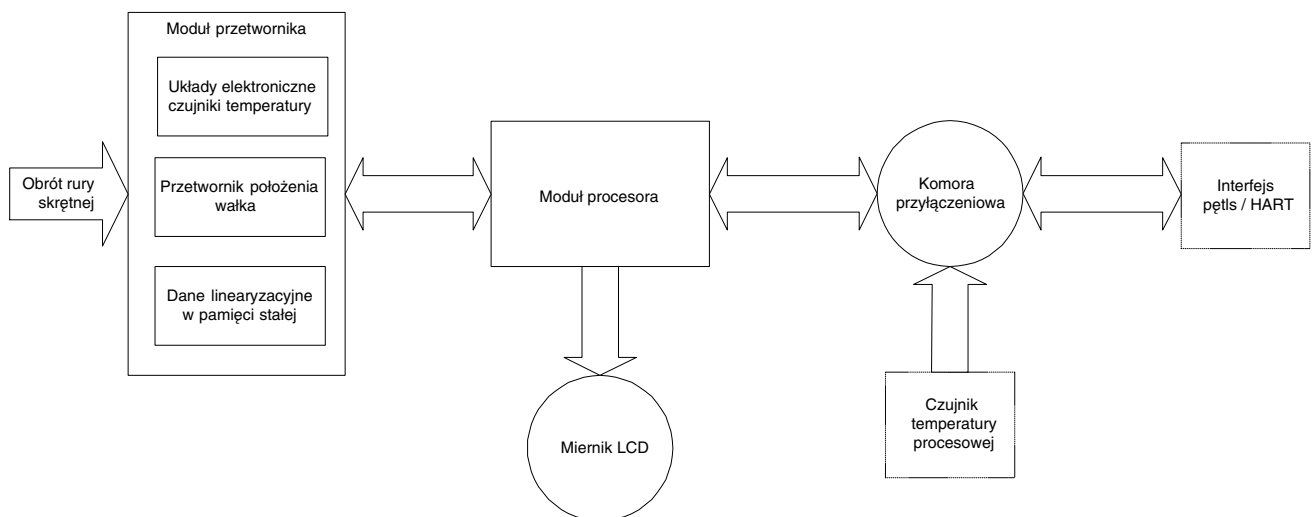 Moduł przetwornika
Układy elektroniczne
czujniki temperatury
Obrót rury
skrętnej
Przetwornik położenia
wałka
Dane linearyzacyjne
w pamięci stałej
Moduł procesora
Miernik LCD
Komora
przyłączeniowa
Czujnik
temperatury
procesowej
Interfejs
pętls / HART